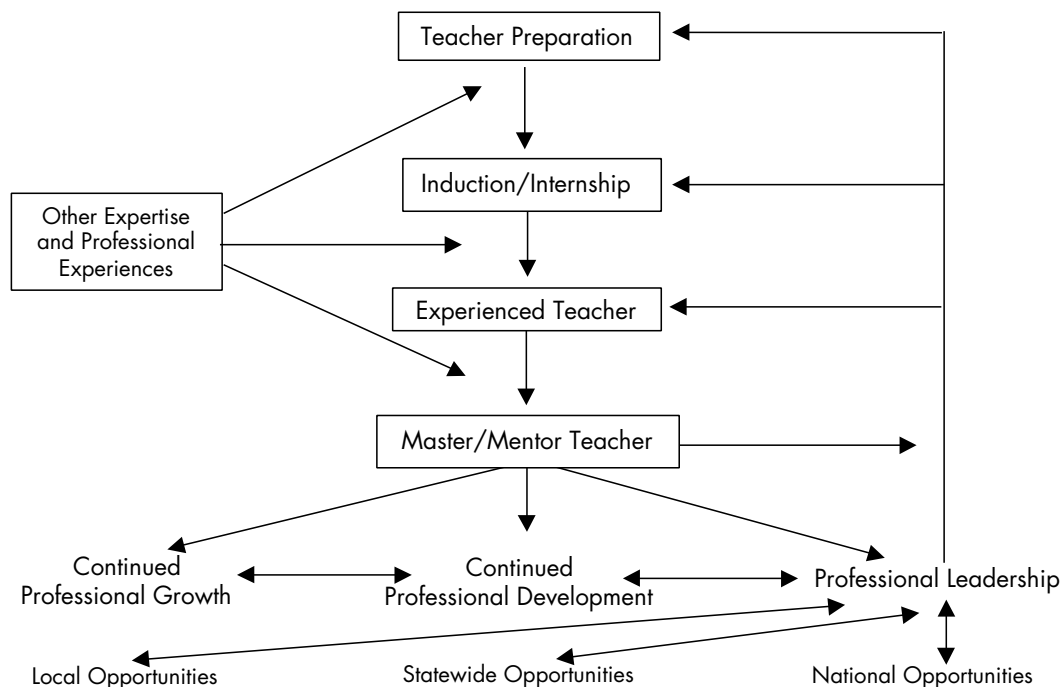 Teacher Preparation
Induction/Internship
Other Expertise
and Professional
Experiences
Experienced Teacher
Master/Mentor Teacher
Continued
Professional Growth
Continued
Professional Development
Professional Leadership
Local Opportunities
Statewide Opportunities
National Opportunities